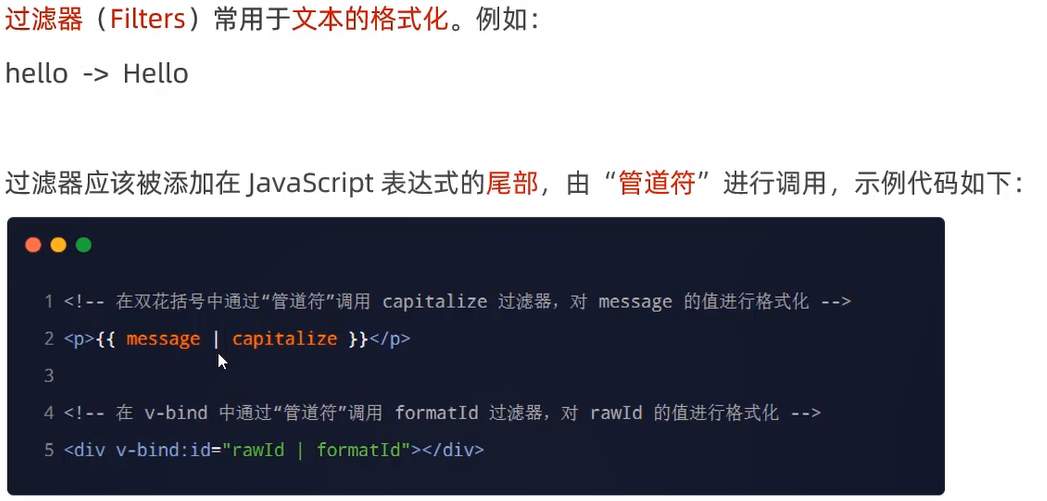 过滤器（Filters）常用于文本的格式化。例如：
hello -> Hello
过滤器应该被添加在 JavaScript 表达式的尾部，由“管道符”进行调用，示例代码如下：
1 <!-- 在双花括号中通过“管道符”调用 capitalize 过滤器，对 message 的值进行格式化 -->
2 <p>{{ message | capitalize }}</p>
3
4 <!-- 在 v-bind 中通过“管道符”调用 formatId 过滤器，对 rawId 的值进行格式化 -->
5 <div v-bind:id="rawId | formatId"></div>